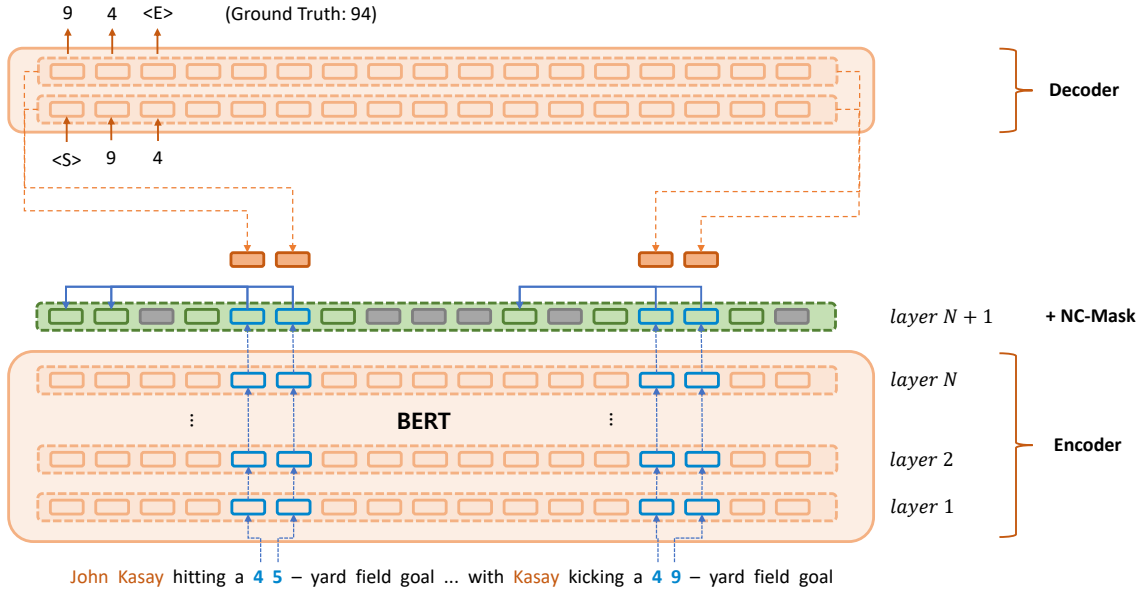 9 4 <E> (Ground Truth: 94)
Decoder
<S> 9 4
layer N + 1 + NC-Mask
layer N
⋮ BERT ⋮
Encoder
layer 2
layer 1
John Kasay hitting a 4 5 – yard field goal ... with Kasay kicking a 4 9 – yard field goal